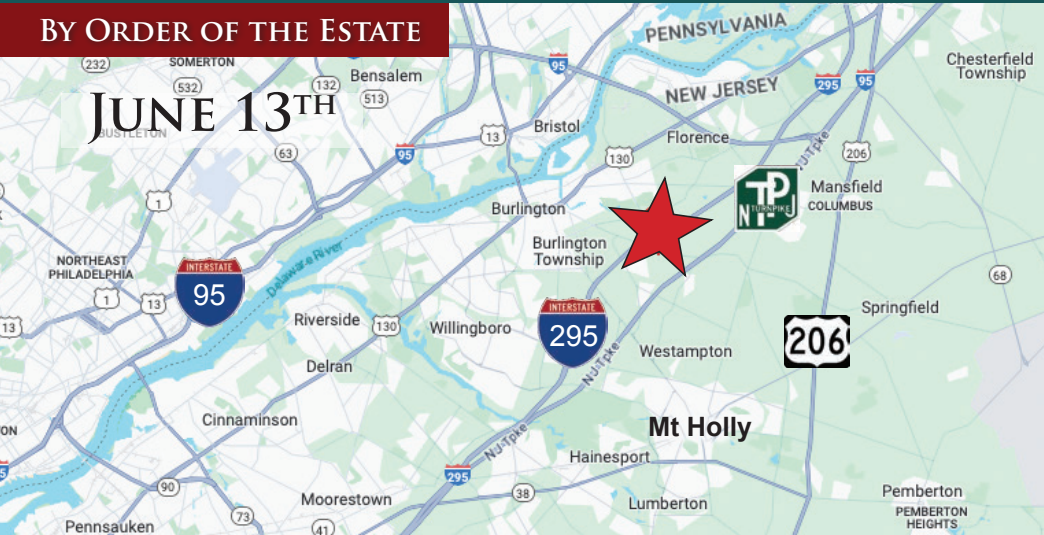 BY ORDER OF THE ESTATE
JUNE 13TH
PENNSYLVANIA
NEW JERSEY
232
SOMERTON
532
132
Bensalem
513
95
295
95
Chesterfield
Township
BUSTLETON
63
95
13
Bristol
130
Florence
NJ Tpke
206
1
Burlington
NTPJ
TURNPIKE
Mansfield
COLUMBUS
Burlington
Township
NORTHEAST
PHILADELPHIA
Delaware River
INTERSTATE
95
1
13
13
68
Riverside
130
Willingboro
INTERSTATE
295
NJ Tpke
Westampton
Springfield
206
Delran
Cinnaminson
NJ Tpke
Mt Holly
Hainesport
295
90
38
Moorestown
73
41
Pennsauken
Lumberton
Pemberton
PEMBERTON
HEIGHTS